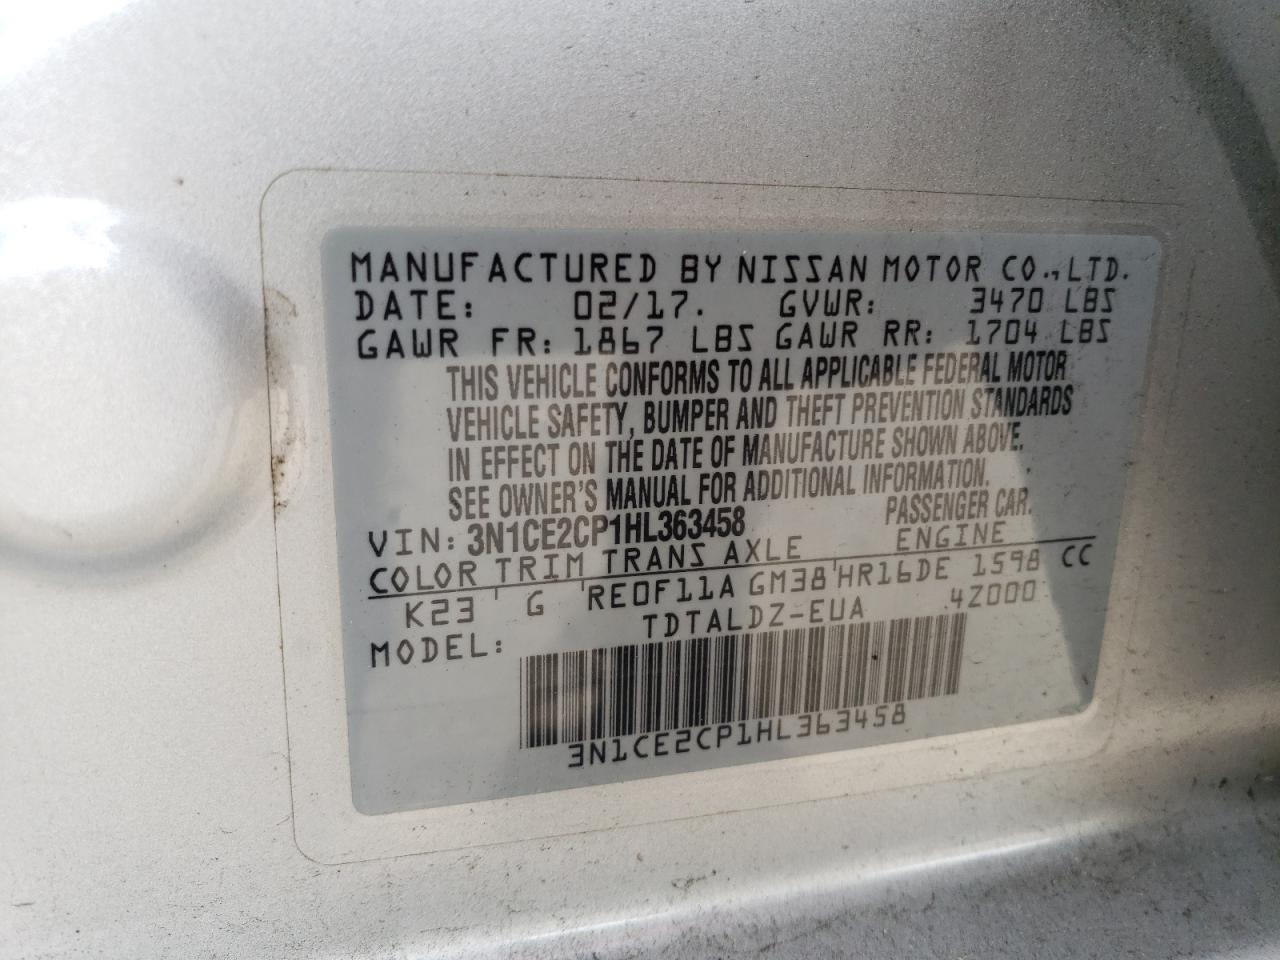 MANUFACTURED BY NISSAN MOTOR CO.,LTD.
DATE: 02/17. GVWR: 3470 LBS
GAWR FR: 1867 LBS GAWR RR: 1704 LBS
THIS VEHICLE CONFORMS TO ALL APPLICABLE FEDERAL MOTOR
VEHICLE SAFETY, BUMPER AND THEFT PREVENTION STANDARDS
IN EFFECT ON THE DATE OF MANUFACTURE SHOWN ABOVE.
SEE OWNER'S MANUAL FOR ADDITIONAL INFORMATION.
VIN: 3N1CE2CP1HL363458 PASSENGER CAR.
COLOR TRIM TRANS AXLE ENGINE
K23 ' G 'RE0F11A GM38'HR16DE 1598 CC
MODEL: TDTALDZ-EUA 4Z000
3N1CE2CP1HL363458